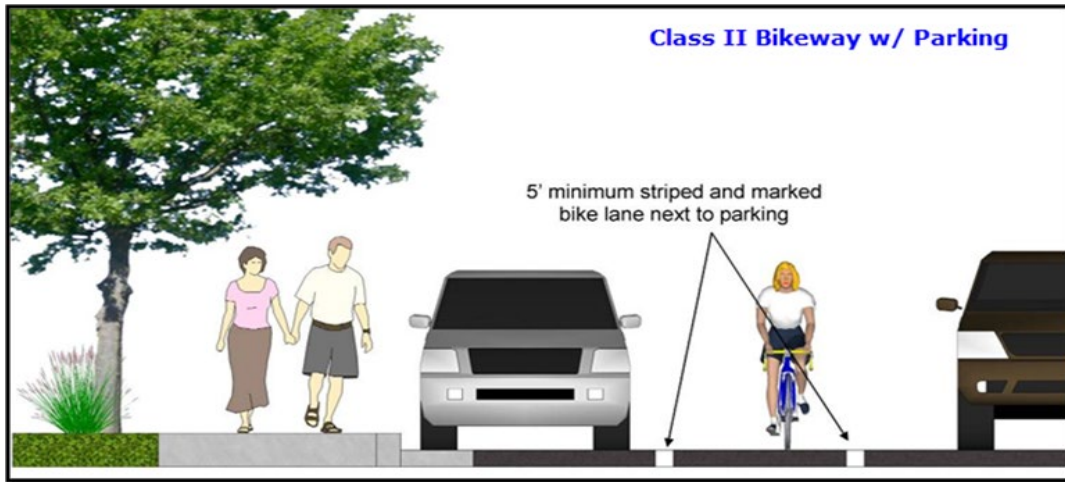 Class II Bikeway w/ Parking
5' minimum striped and marked
bike lane next to parking